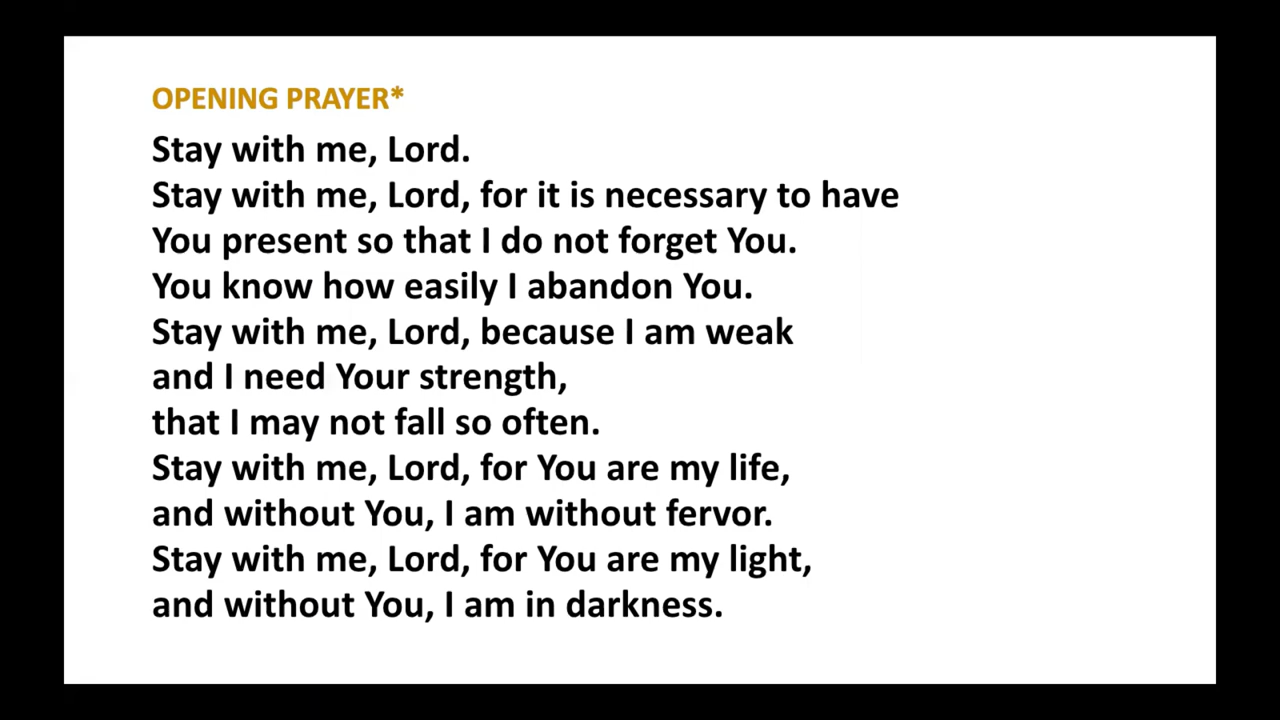 OPENING PRAYER*
Stay with me, Lord.
Stay with me, Lord, for it is necessary to have
You present so that I do not forget You.
You know how easily I abandon You.
Stay with me, Lord, because I am weak
and I need Your strength,
that I may not fall so often.
Stay with me, Lord, for You are my life,
and without You, I am without fervor.
Stay with me, Lord, for You are my light,
and without You, I am in darkness.